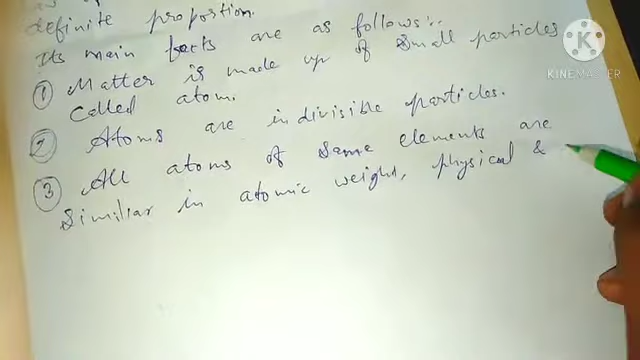 definite proportion.
Its main facts are as follows:-
① Matter is made up of small particles
called atom.
② Atoms are indivisible particles.
③ All atoms of same elements are
Similiar in atomic weight, physical &
KINEMASTER